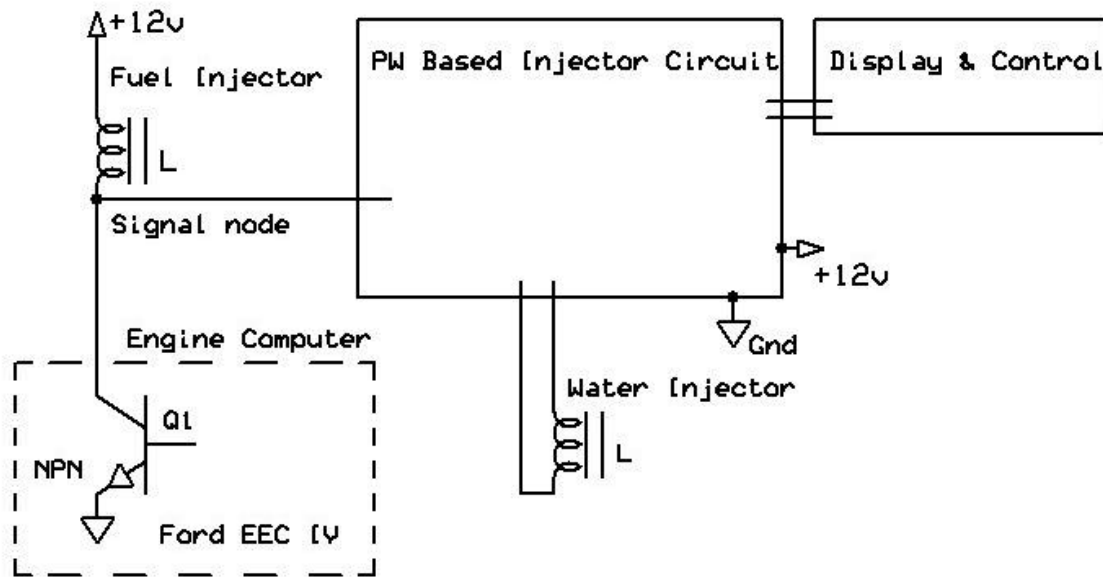 +12v
Fuel Injector
L
Signal node
PW Based Injector Circuit
Display & Control
+12v
Gnd
Water Injector
L
Engine Computer
Q1
NPN
Ford EEC IV